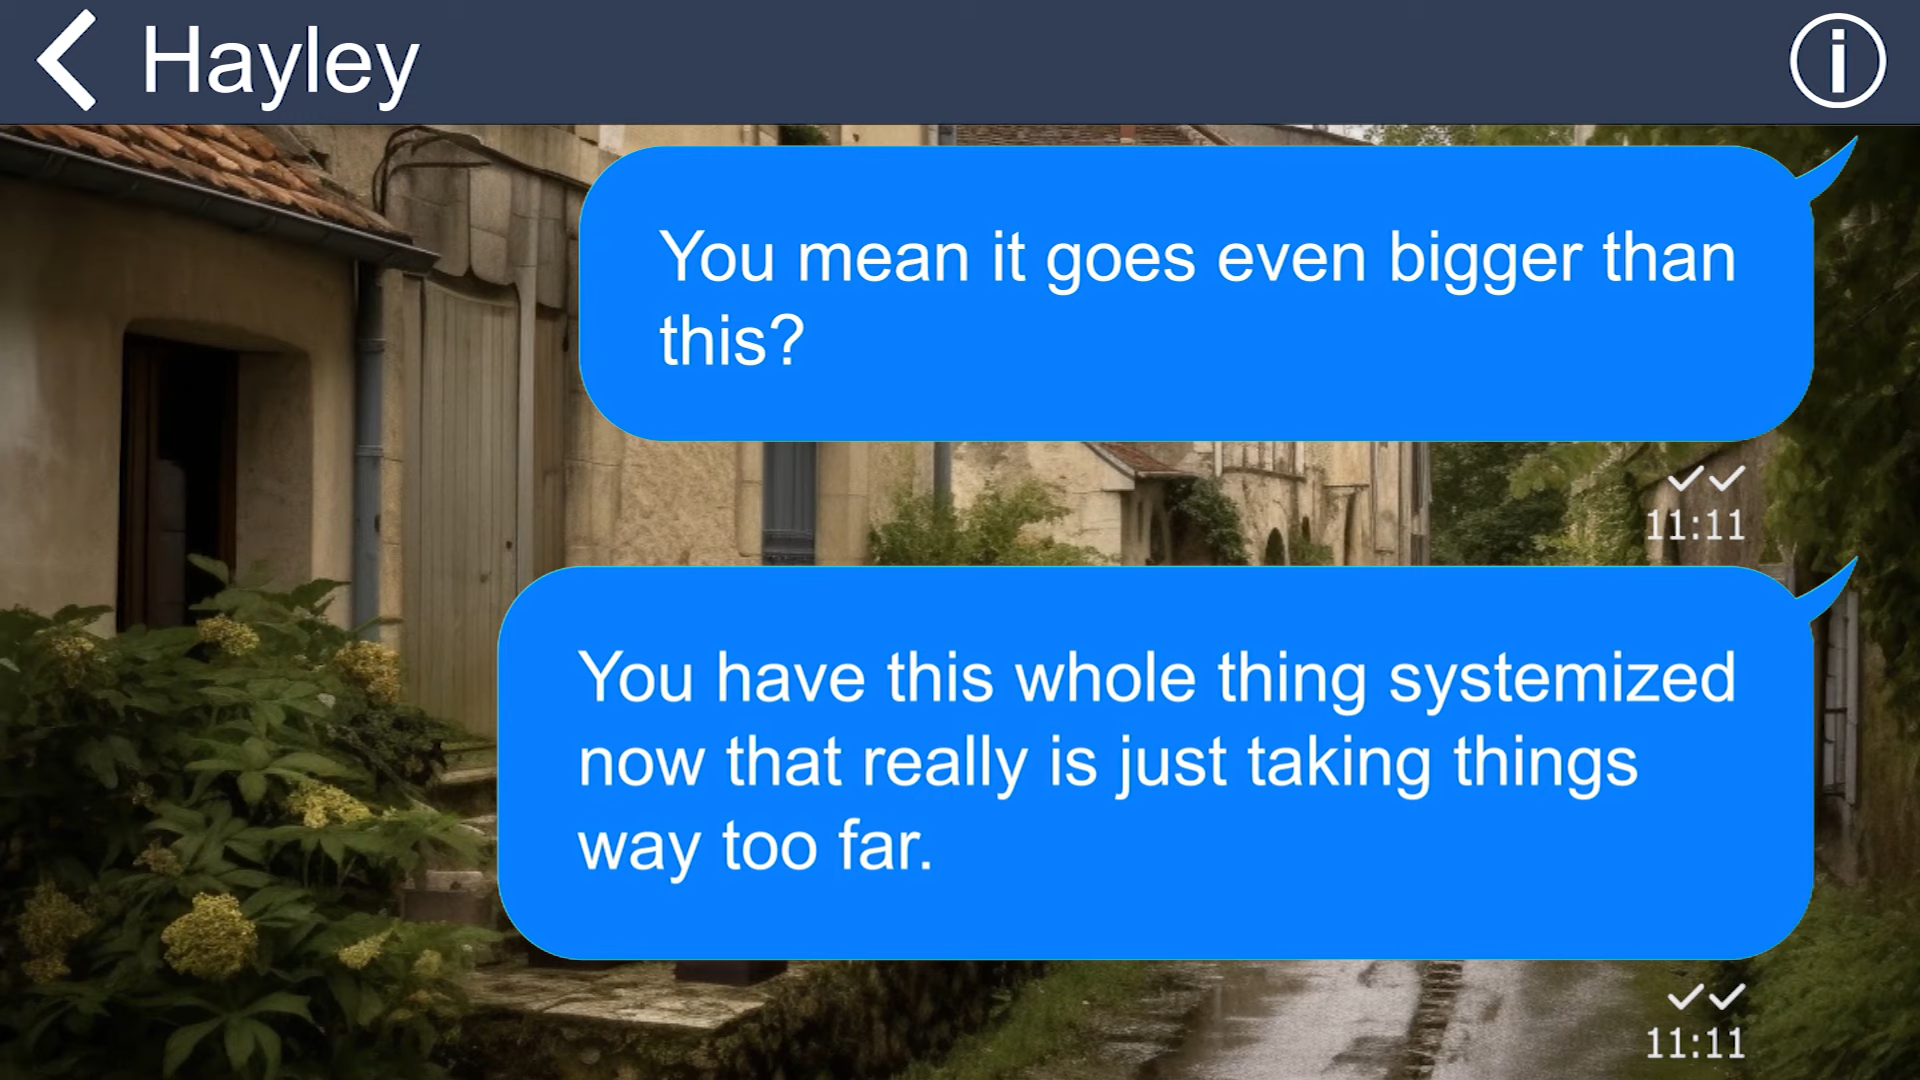 Hayley
You mean it goes even bigger than
this?
11:11
You have this whole thing systemized
now that really is just taking things
way too far.
11:11